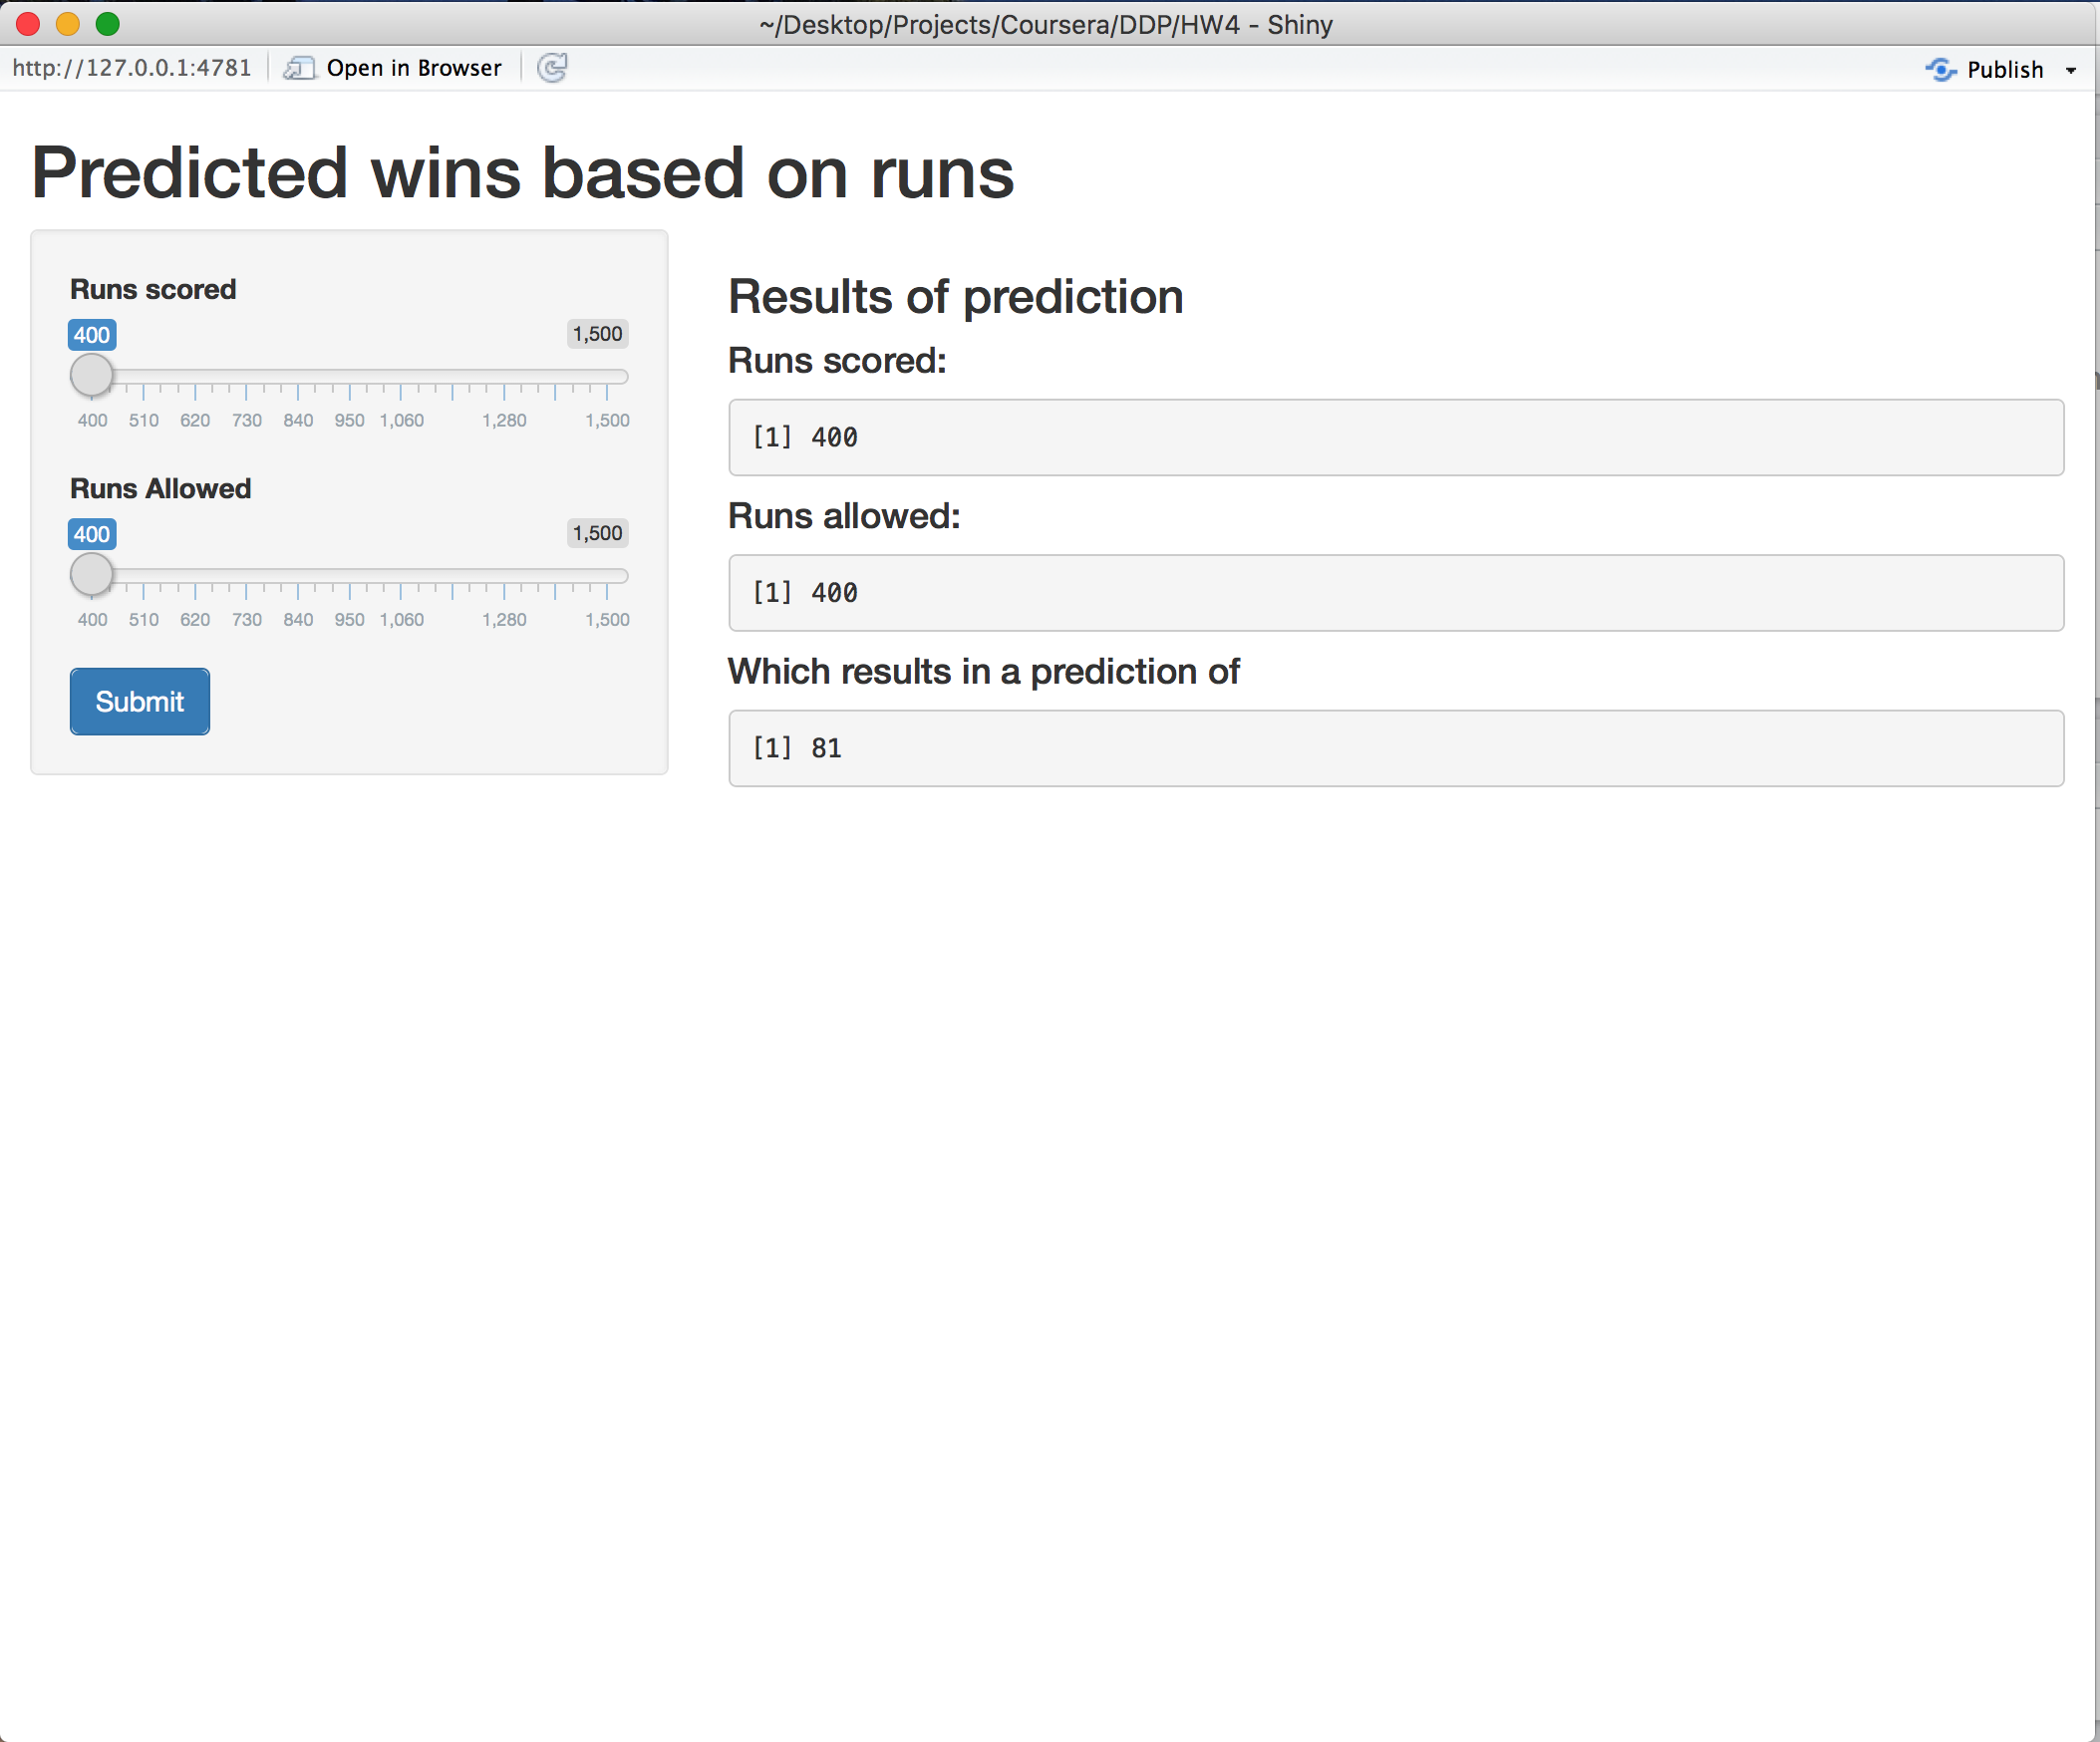 ~/Desktop/Projects/Coursera/DDP/HW4 - Shiny
http://127.0.0.1:4781 Open in Browser Publish
Predicted wins based on runs
Runs scored
400 1,500
400 510 620 730 840 950 1,060 1,280 1,500
Runs Allowed
400 1,500
400 510 620 730 840 950 1,060 1,280 1,500
Submit
Results of prediction
Runs scored:
[1] 400
Runs allowed:
[1] 400
Which results in a prediction of
[1] 81